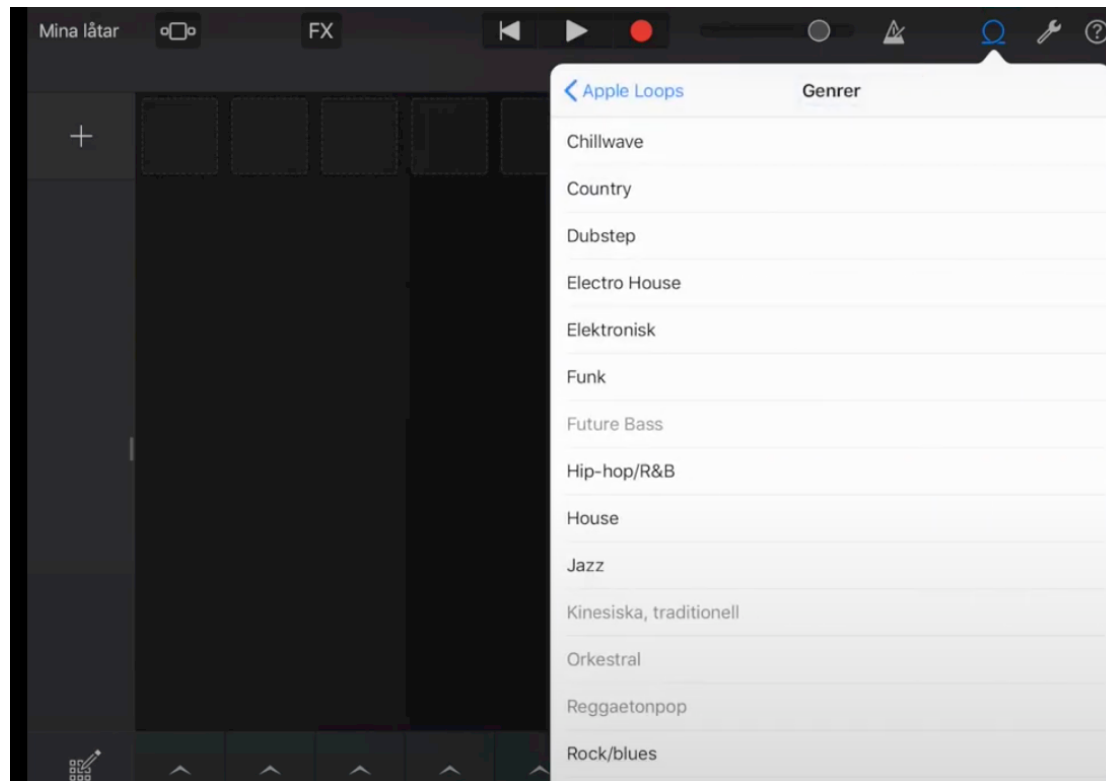 Mina låtar
FX
?
Apple Loops
Genrer
Chillwave
Country
Dubstep
Electro House
Elektronisk
Funk
Future Bass
Hip-hop/R&B
House
Jazz
Kinesiska, traditionell
Orkestral
Reggaetonpop
Rock/blues